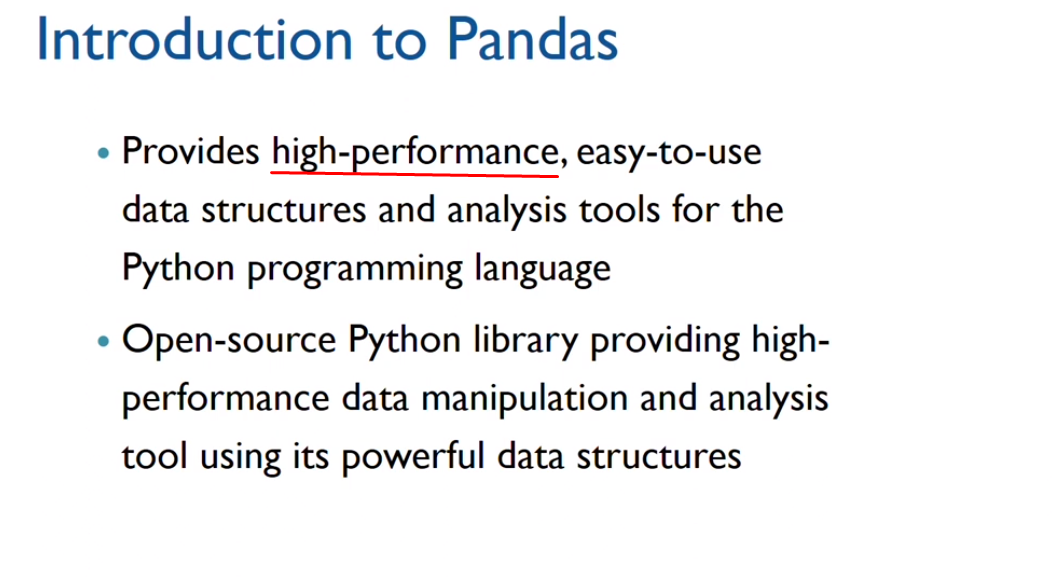 Introduction to Pandas
• Provides high-performance, easy-to-use
data structures and analysis tools for the
Python programming language
• Open-source Python library providing high-
performance data manipulation and analysis
tool using its powerful data structures